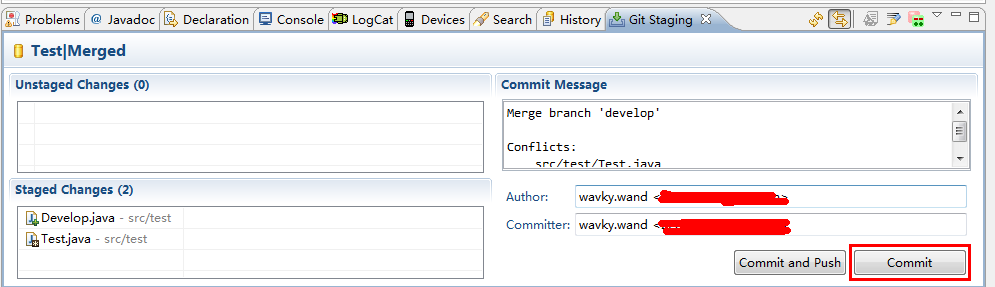 Problems @ Javadoc Declaration Console LogCat Devices Search History Git Staging
Test|Merged
Unstaged Changes (0)
Commit Message
Merge branch 'develop'
Conflicts:
src/test/Test.java
Staged Changes (2)
Develop.java - src/test
Test.java - src/test
Author: wavky.wand <
Committer: wavky.wand <
Commit and Push Commit